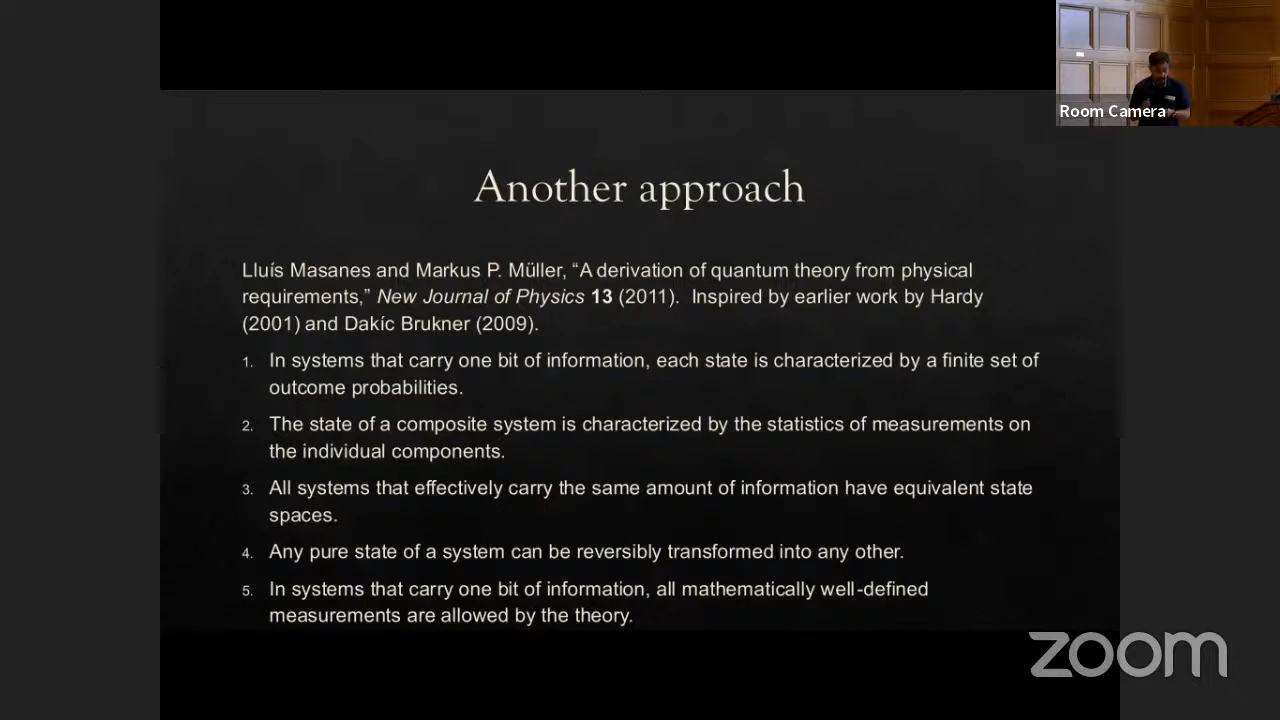 Room Camera
Another approach
Lluís Masanes and Markus P. Müller, “A derivation of quantum theory from physical
requirements,” New Journal of Physics 13 (2011). Inspired by earlier work by Hardy
(2001) and Dakíc Brukner (2009).
1. In systems that carry one bit of information, each state is characterized by a finite set of
outcome probabilities.
2. The state of a composite system is characterized by the statistics of measurements on
the individual components.
3. All systems that effectively carry the same amount of information have equivalent state
spaces.
4. Any pure state of a system can be reversibly transformed into any other.
5. In systems that carry one bit of information, all mathematically well-defined
measurements are allowed by the theory.
zoom